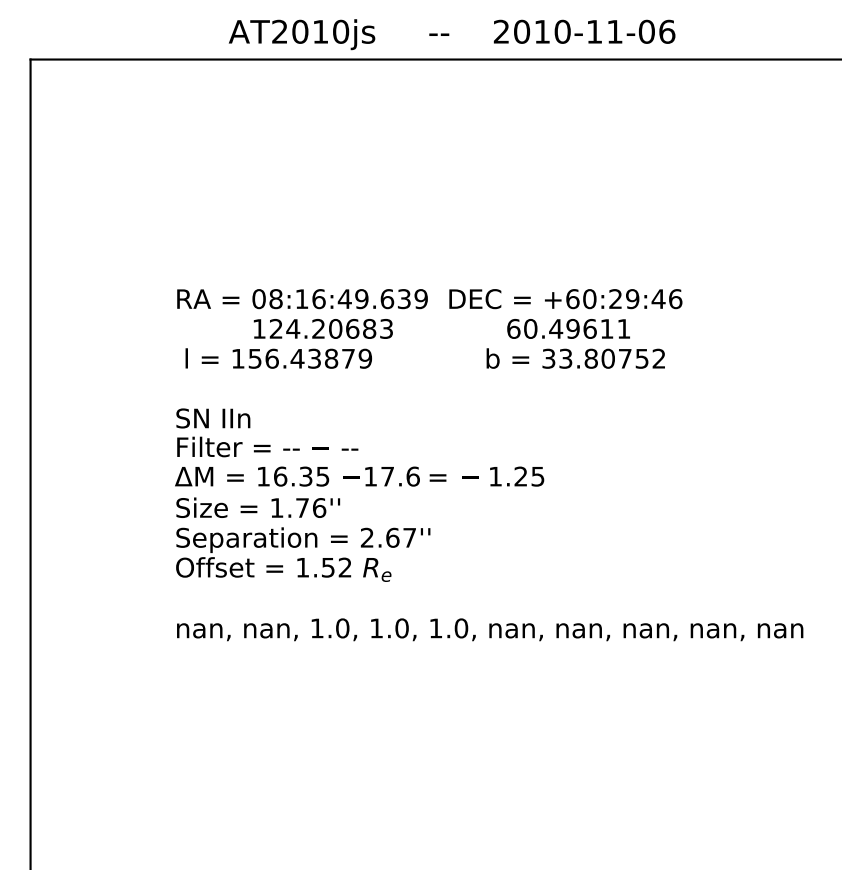 AT2010js -- 2010-11-06
RA = 08:16:49.639 DEC = +60:29:46
124.20683 60.49611
l = 156.43879 b = 33.80752
SN IIn
Filter = -- − --
ΔM = 16.35 −17.6 = − 1.25
Size = 1.76''
Separation = 2.67''
Offset = 1.52 Re
nan, nan, 1.0, 1.0, 1.0, nan, nan, nan, nan, nan